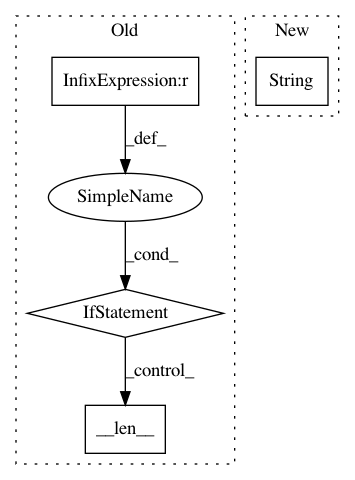 Old
New
InfixExpression:r
String
_def_
SimpleName
_cond_
IfStatement
_control_
__len__